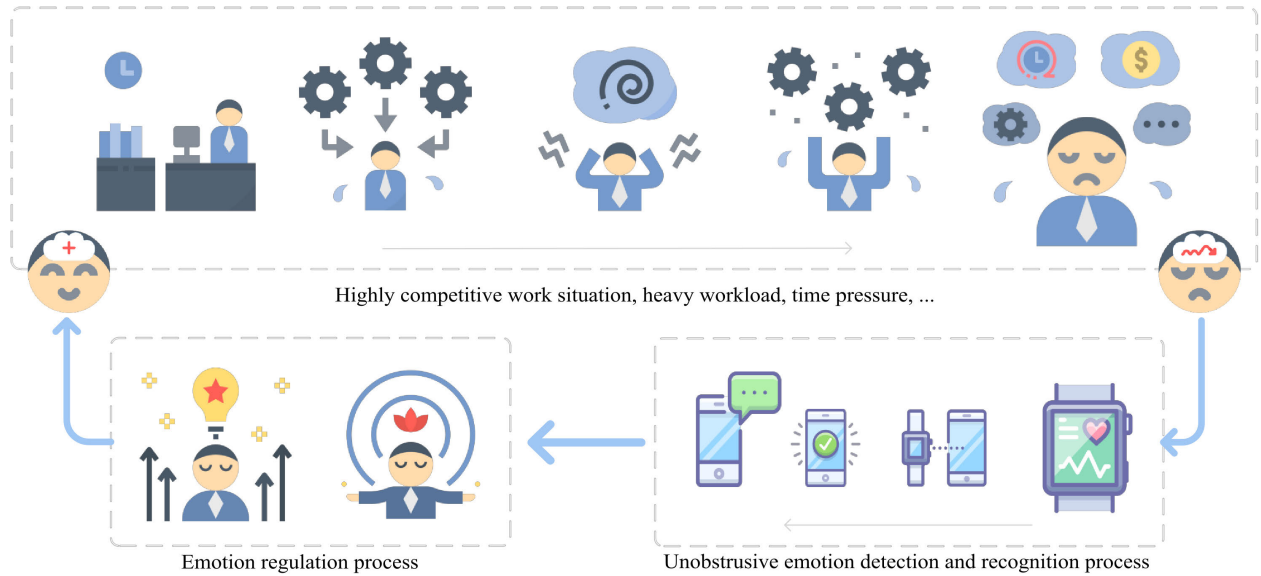 $
Highly competitive work situation, heavy workload, time pressure, ...
Emotion regulation process
Unobstrusive emotion detection and recognition process